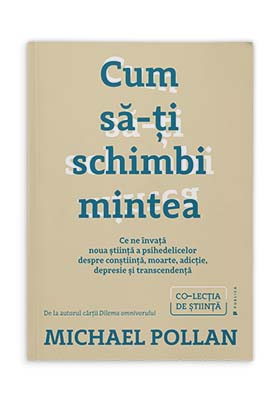 Cum
să-ți
schimbi
mintea
Ce ne învață
noua știință a psihedelicelor
despre conștiință, moarte, adicție,
depresie și transcendență
CO-LECȚIA
DE ȘTIINȚĂ
PUBLICA
De la autorul cărții Dilema omnivorului
MICHAEL POLLAN